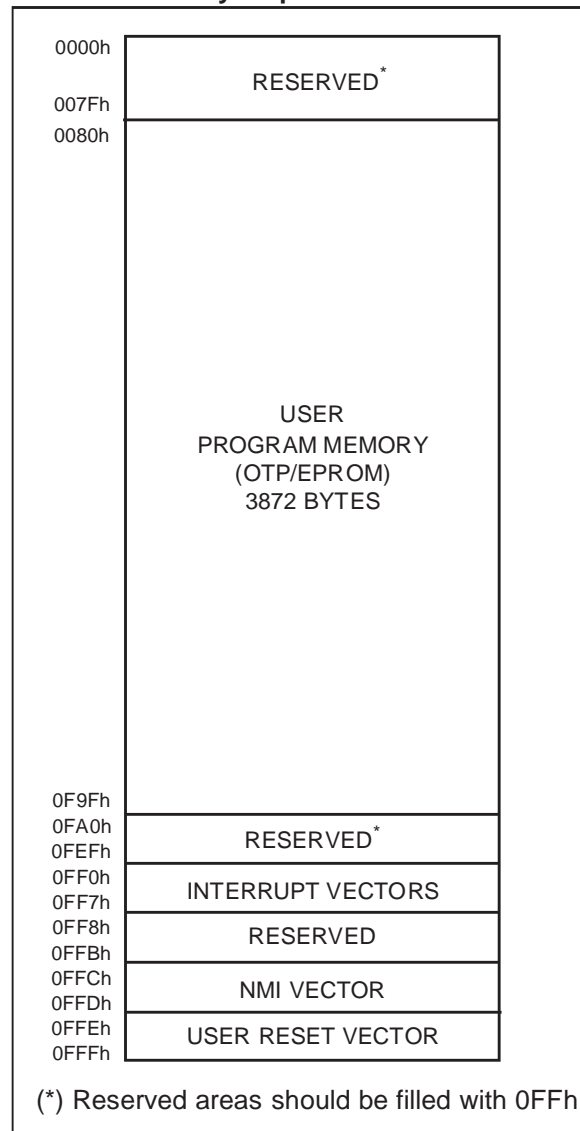 0000h
RESERVED*
007Fh
0080h
USER
PROGRAM MEMORY
(OTP/EPROM)
3872 BYTES
0F9Fh
0FA0h
RESERVED*
0FEFh
0FF0h
INTERRUPT VECTORS
0FF7h
0FF8h
RESERVED
0FFBh
0FFCh
NMI VECTOR
0FFDh
0FFEh
USER RESET VECTOR
0FFFh
(*) Reserved areas should be filled with 0FFh